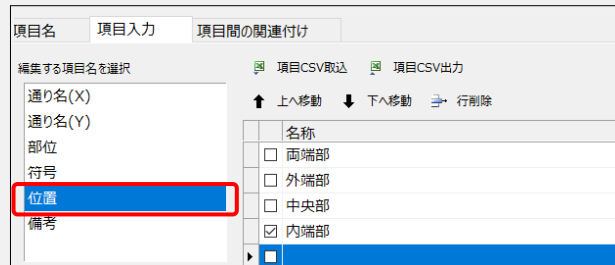 項目名 項目入力 項目間の関連付け
編集する項目名を選択
通り名(X)
通り名(Y)
部位
符号
位置
備考
項目CSV取込 項目CSV出力
上へ移動 下へ移動 行削除
名称
両端部
外端部
中央部
内端部